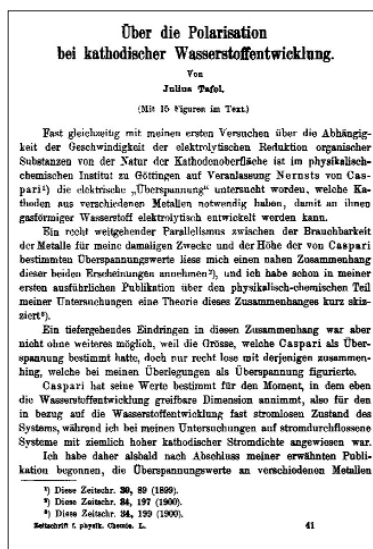 Über die Polarisation
bei kathodischer Wasserstoffentwicklung.
Von
Julius Tafel.
(Mit 15 Figuren im Text.)
Fast gleichzeitig mit meinen ersten Versuchen über die Abhängig-
keit der Geschwindigkeit der elektrolytischen Reduktion organischer
Substanzen von der Natur der Kathodenoberfläche ist im physikalisch-
chemischen Institut zu Göttingen auf Veranlassung Nernsts von Cas-
pari¹) die elektrische „Überspannung“ untersucht worden, welche Ka-
thoden aus verschiedenen Metallen notwendig haben, damit an ihnen
gasförmiger Wasserstoff elektrolytisch entwickelt werden kann.
Ein recht weitgehender Parallelismus zwischen der Brauchbarkeit
der Metalle für meine damaligen Zwecke und der Höhe der von Caspari
bestimmten Überspannungswerte liess mich einen nahen Zusammenhang
dieser beiden Erscheinungen annehmen²), und ich habe schon in meiner
ersten ausführlichen Publikation über den physikalisch-chemischen Teil
meiner Untersuchungen eine Theorie dieses Zusammenhanges kurz skiz-
ziert³).
Ein tiefergehendes Eindringen in diesen Zusammenhang war aber
nicht ohne weiteres möglich, weil die Grösse, welche Caspari als Über-
spannung bestimmt hatte, doch nur recht lose mit derjenigen zusammen-
hing, welche bei meinen Überlegungen als Überspannung figurierte.
Caspari hat seine Werte bestimmt für den Moment, in dem eben
die Wasserstoffentwicklung greifbare Dimension annimmt, also für den
in bezug auf die Wasserstoffentwicklung fast stromlosen Zustand des
Systems, während ich bei meinen Untersuchungen auf stromdurchflossene
Systeme mit ziemlich hoher kathodischer Stromdichte angewiesen war.
Ich habe daher alsbald nach Abschluss meiner erwähnten Publi-
kation begonnen, die Überspannungswerte an verschiedenen Metallen
¹) Diese Zeitschr. 30, 89 (1899).
²) Diese Zeitschr. 34, 197 (1900).
³) Diese Zeitschr. 34, 199 (1900).
Zeitschrift f. physik. Chemie. L. 41